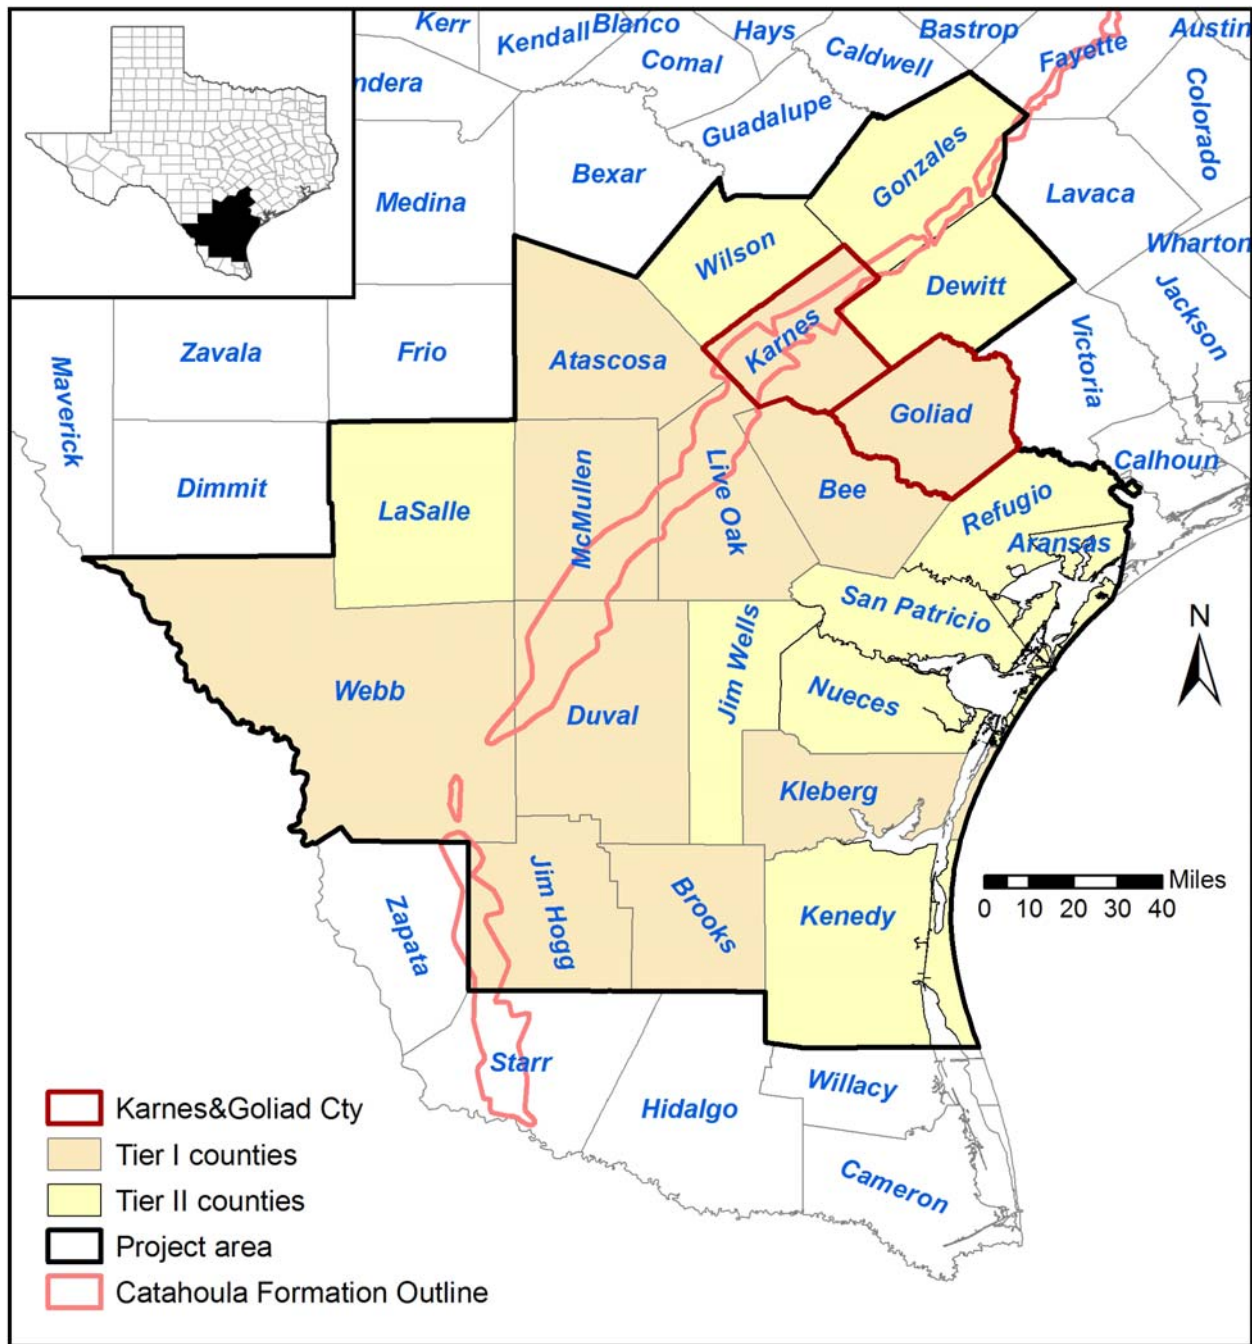 Kerr
Kendall
Blanco
Hays
Bastrop
Austin
Comal
Caldwell
Fayette
ndera
Guadalupe
Colorado
Bexar
Medina
Gonzales
Lavaca
Wilson
Wharton
Dewitt
Jackson
Zavala
Frio
Atascosa
Karnes
Victoria
Maverick
Goliad
Calhoun
Dimmit
LaSalle
McMullen
Live Oak
Bee
Refugio
Aransas
San Patricio
N
Webb
Duval
Jim Wells
Nueces
Kleberg
Miles
0 10 20 30 40
Zapata
Jim Hogg
Brooks
Kenedy
Starr
Willacy
Hidalgo
Cameron
Karnes&Goliad Cty
Tier I counties
Tier II counties
Project area
Catahoula Formation Outline